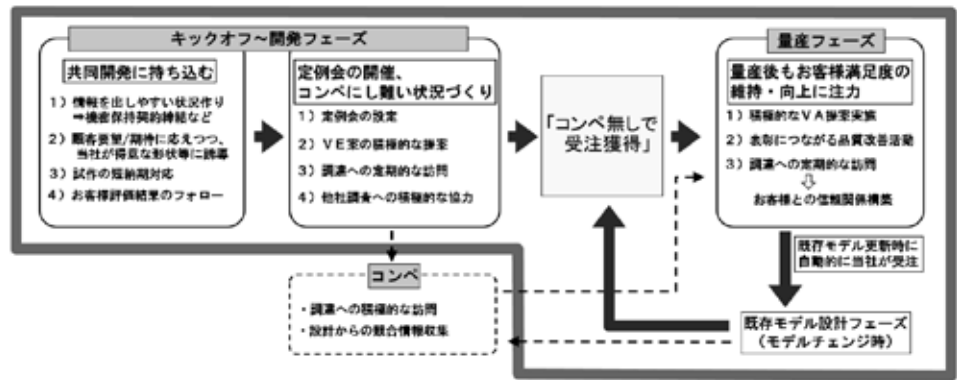 キックオフ～開発フェーズ
共同開発に持ち込む
1）情報を出しやすい状況作り
⇒機密保持契約締結など
2）顧客要望/期待に応えつつ、
当社が得意な形状等に誘導
3）試作の短納期対応
4）お客様評価結果のフォロー
定例会の開催、
コンペにし難い状況づくり
1）定例会の設定
2）VE案の積極的な提案
3）調達への定期的な訪問
4）他社調査への積極的な協力
「コンペ無しで
受注獲得」
量産フェーズ
量産後もお客様満足度の
維持・向上に注力
1）積極的なVA提案実施
2）表彰につながる品質改善活動
3）調達への定期的な訪問
お客様との信頼関係構築
既存モデル更新時に
自動的に当社が受注
コンペ
・調達への積極的な訪問
・設計からの競合情報収集
既存モデル設計フェーズ
（モデルチェンジ時）